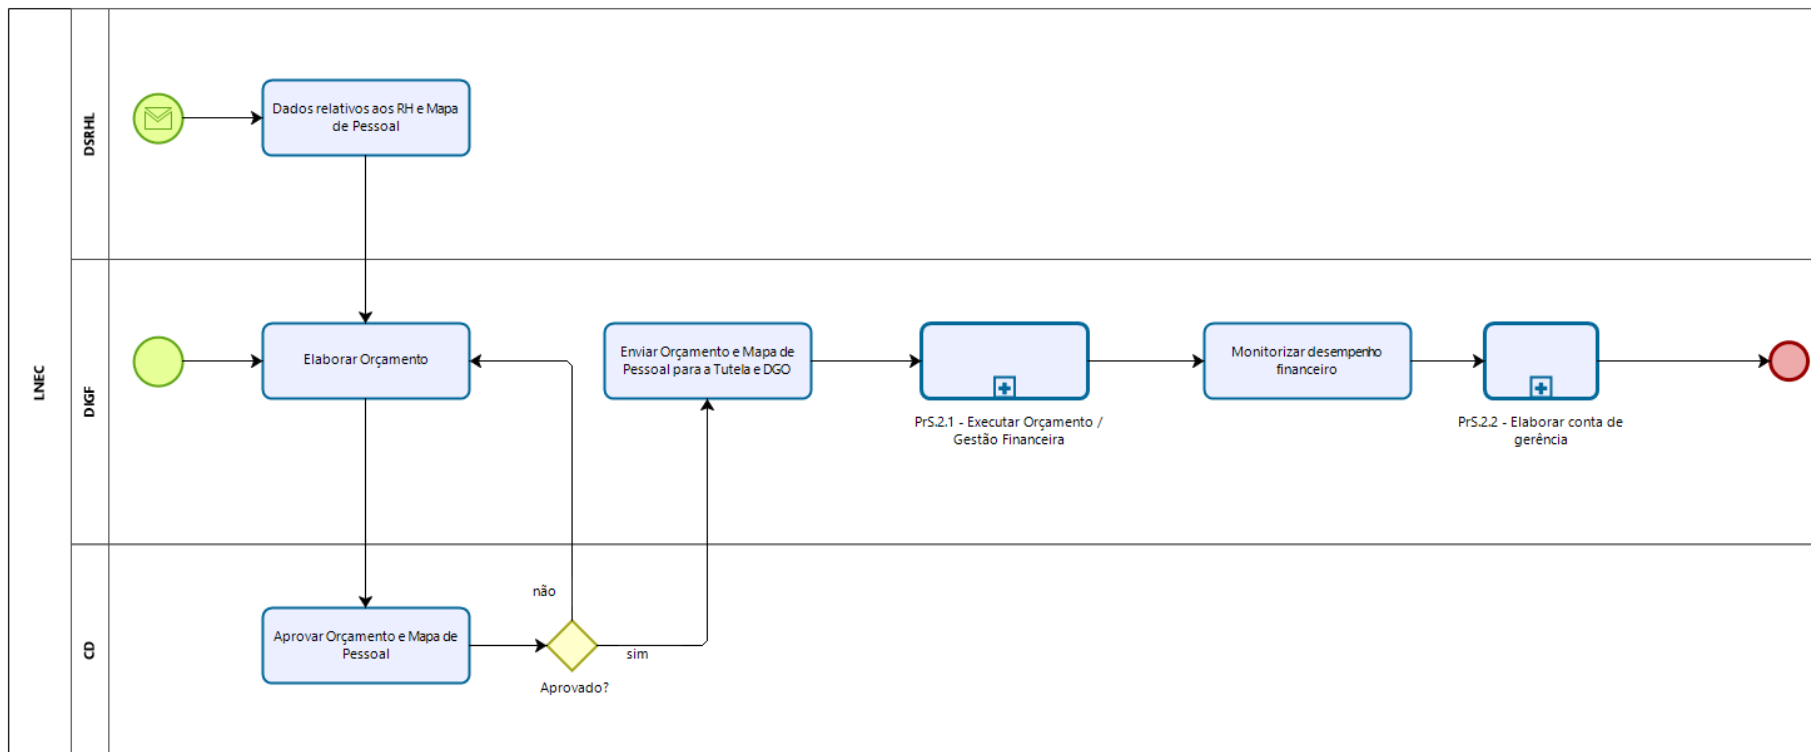 LNEC
DSRHL
Dados relativos aos RH e Mapa
de Pessoal
DIGF
Elaborar Orçamento
Enviar Orçamento e Mapa de
Pessoal para a Tutela e DGO
PrS.2.1 - Executar Orçamento /
Gestão Financeira
Monitorizar desempenho
financeiro
PrS.2.2 - Elaborar conta de
gerência
CD
Aprovar Orçamento e Mapa de
Pessoal
não
sim
Aprovado?